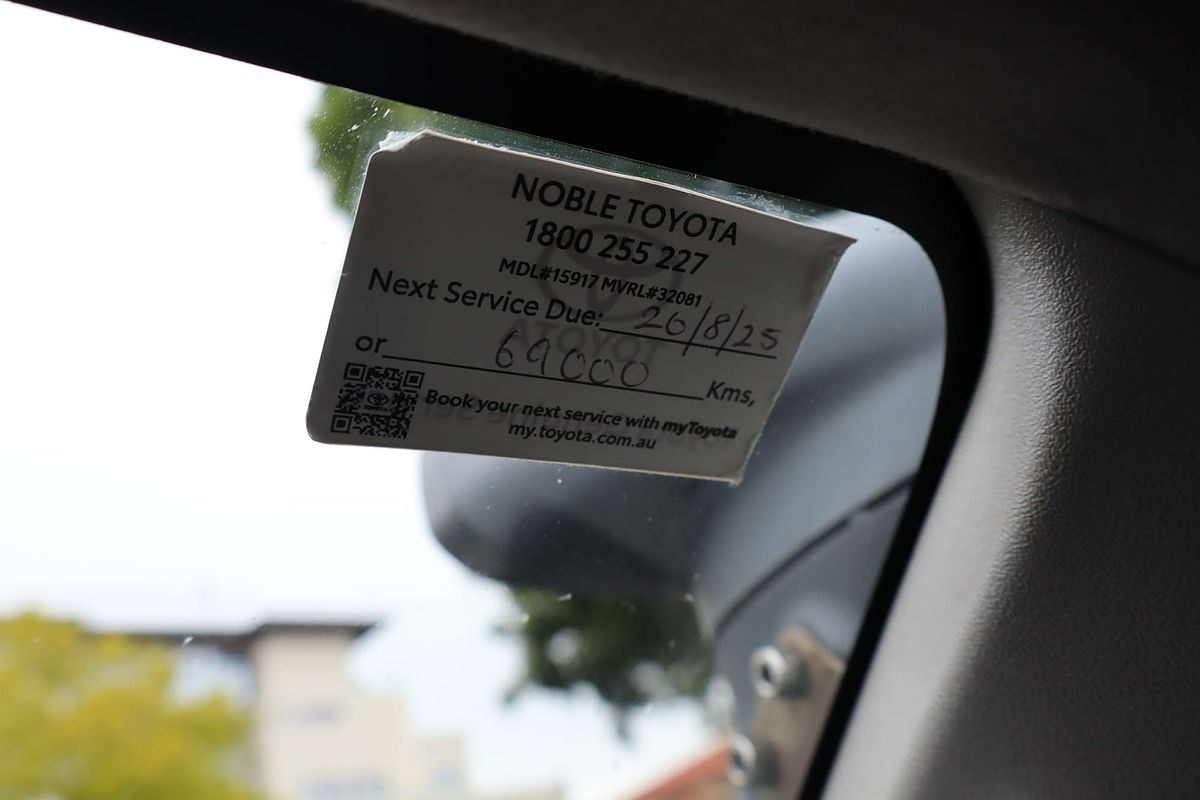 NOBLE TOYOTA
1800 255 227
MDL#15917 MVRL#32081
Next Service Due: 26/8/25
or 69000 Kms,
Book your next service with myToyota
my.toyota.com.au